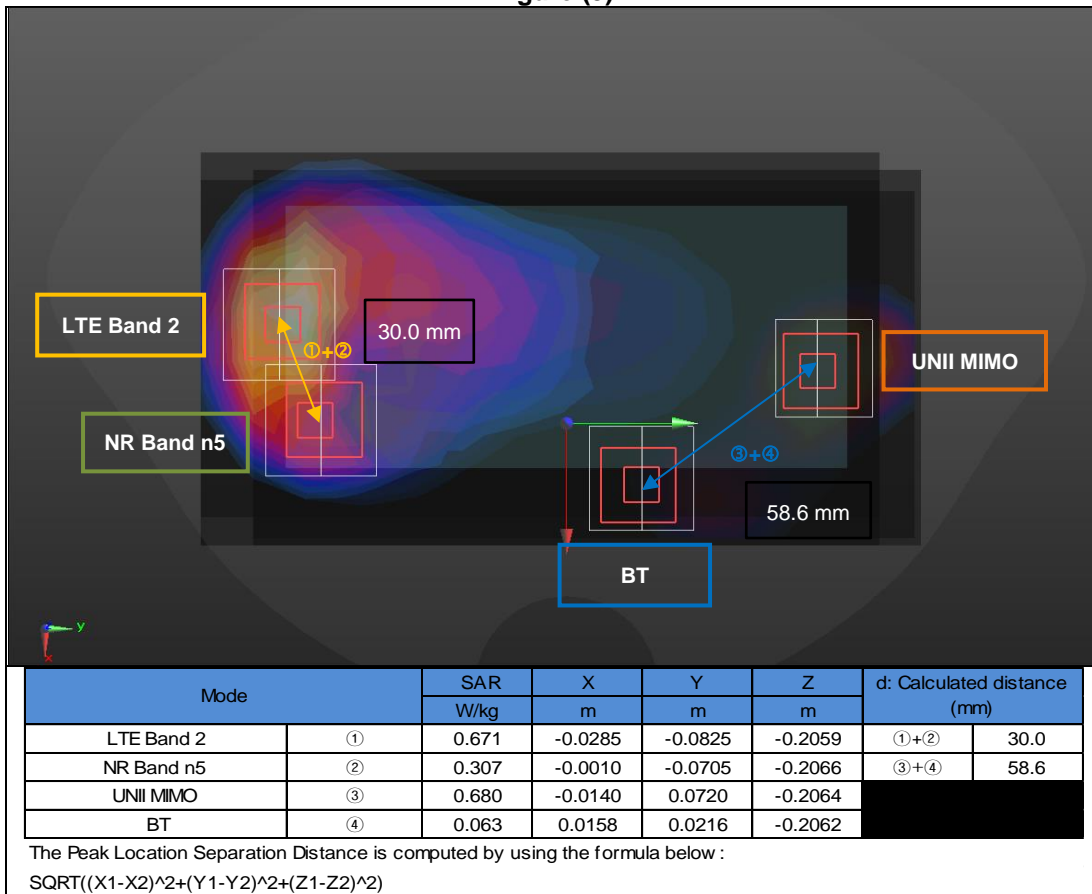 LTE Band 2
30.0 mm
①+②
UNII MIMO
NR Band n5
③+④
58.6 mm
BT
y
x
Mode SAR X Y Z d: Calculated distance (mm)
W/kg m m m
LTE Band 2 ① 0.671 -0.0285 -0.0825 -0.2059 ①+② 30.0
NR Band n5 ② 0.307 -0.0010 -0.0705 -0.2066 ③+④ 58.6
UNII MIMO ③ 0.680 -0.0140 0.0720 -0.2064
BT ④ 0.063 0.0158 0.0216 -0.2062
The Peak Location Separation Distance is computed by using the formula below :
SQRT((X1-X2)^2+(Y1-Y2)^2+(Z1-Z2)^2)